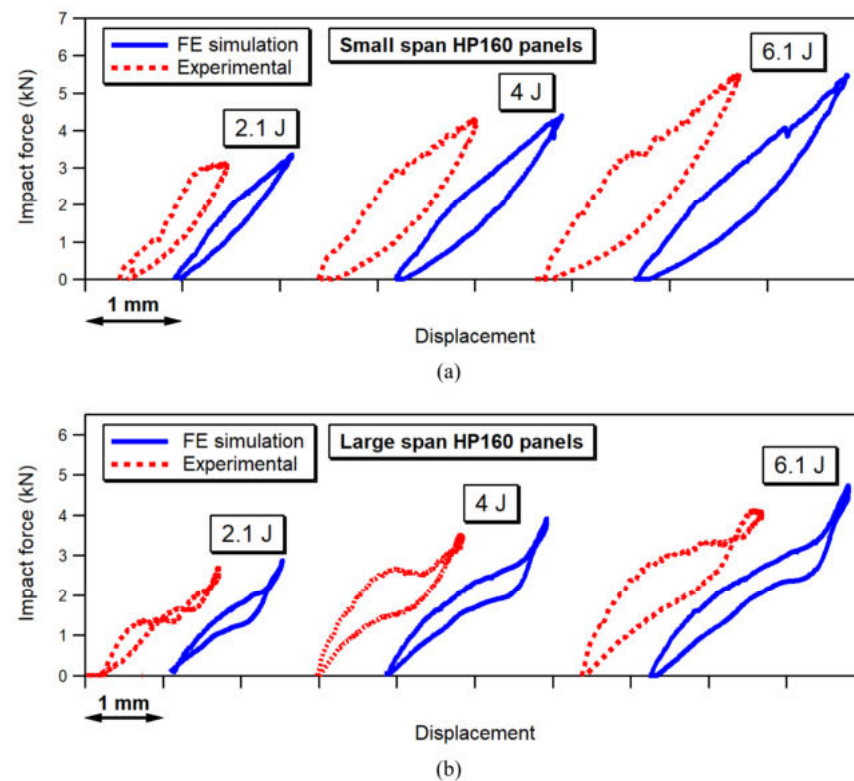 7
6
5
4
3
2
1
0
Impact force (kN)
FE simulation
Experimental
Small span HP160 panels
2.1 J
4 J
6.1 J
1 mm
Displacement
(a)
6
5
4
3
2
1
0
Impact force (kN)
FE simulation
Experimental
Large span HP160 panels
2.1 J
4 J
6.1 J
1 mm
Displacement
(b)